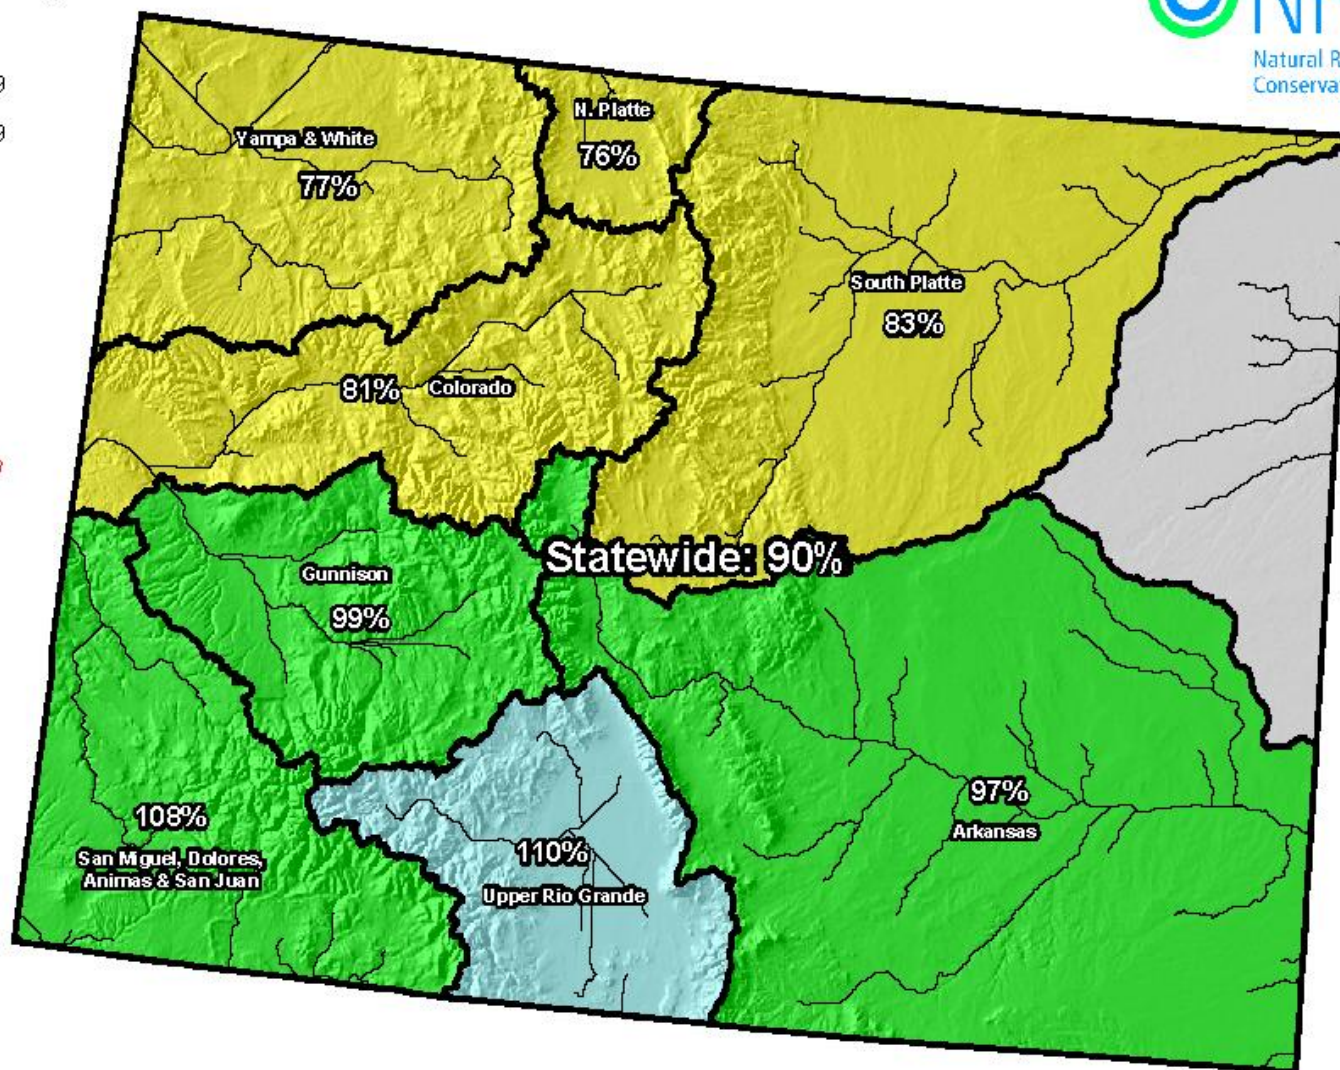 Natural R
Conserva
N. Platte
76%
Yampa & White
77%
South Platte
83%
81% Colorado
Statewide: 90%
Gunnison
99%
97%
Arkansas
108%
San Miguel, Dolores,
Animas & San Juan
110%
Upper Rio Grande